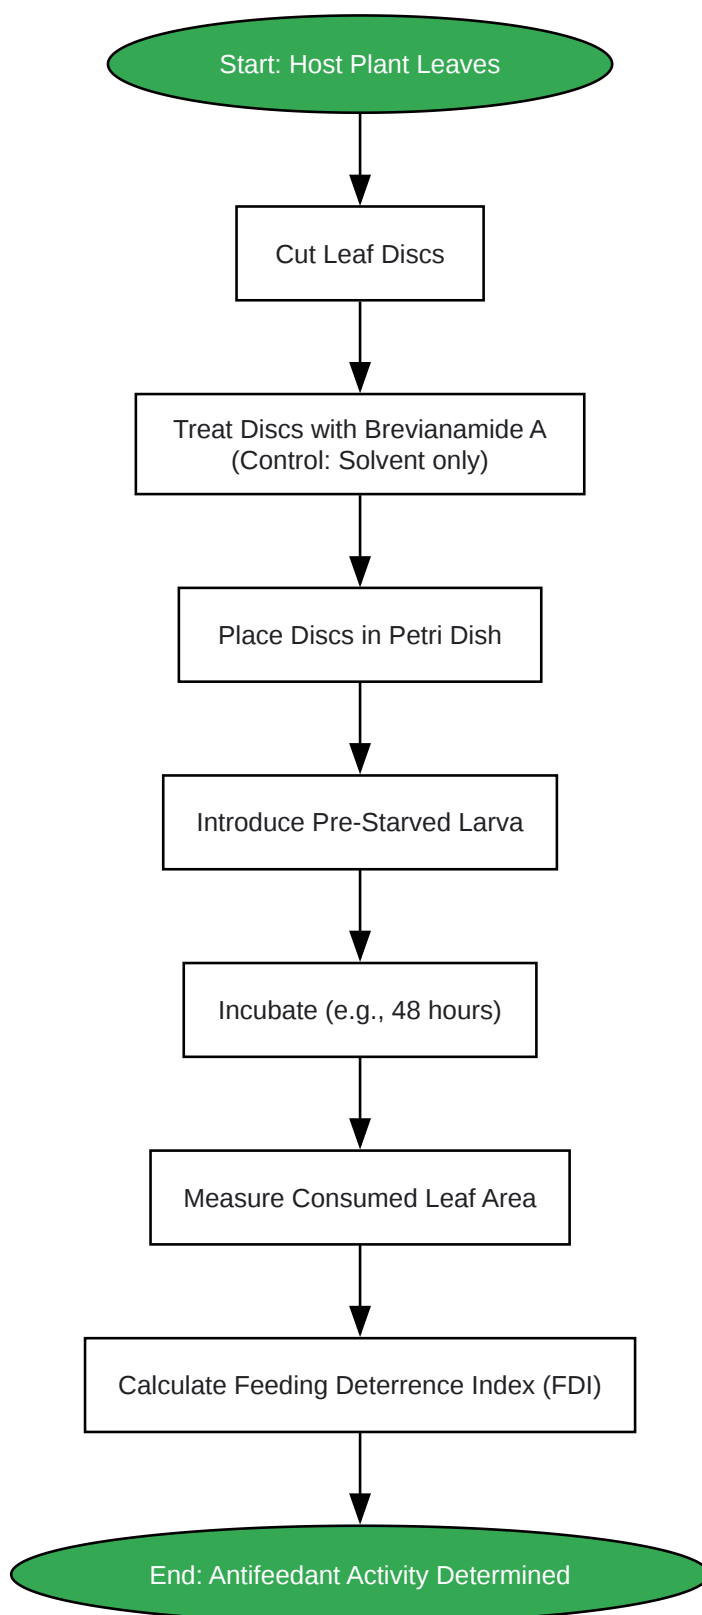 Start: Host Plant Leaves
Cut Leaf Discs
Treat Discs with Brevianamide A
(Control: Solvent only)
Place Discs in Petri Dish
Introduce Pre-Starved Larva
Incubate (e.g., 48 hours)
Measure Consumed Leaf Area
Calculate Feeding Deterrence Index (FDI)
End: Antifeedant Activity Determined